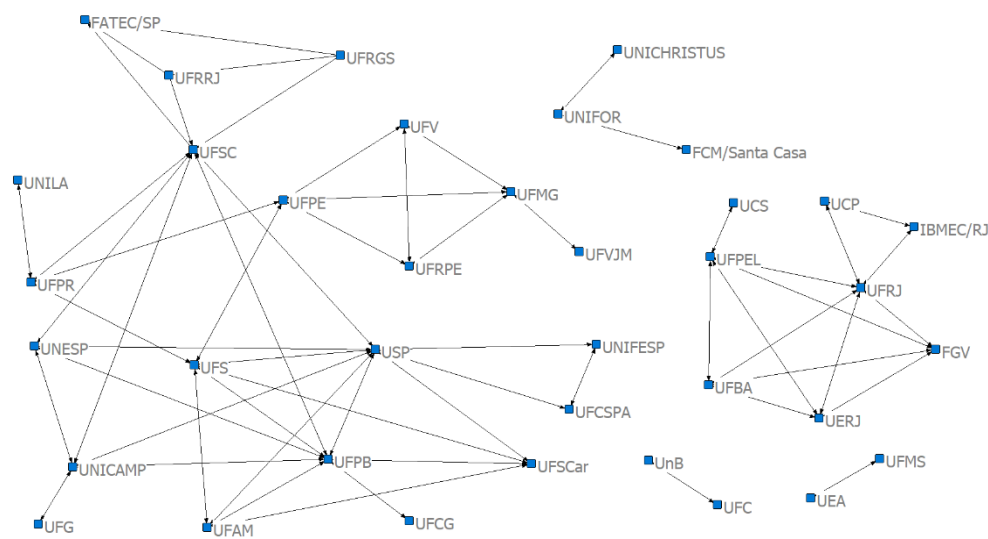 FATEC/SP
UFRGS
UFRRJ
UNICHRISTUS
UNIFOR
UFV
UFSC
FCM/Santa Casa
UNILA
UFPE
UFMG
UCS
UCP
IBMEC/RJ
UFVJM
UFPEL
UFRPE
UFPR
UFRJ
UNESP
USP
UNIFESP
FGV
UFS
UFBA
UFCSPA
UERJ
UNICAMP
UFPB
UFSCar
UnB
UFMS
UEA
UFC
UFG
UFAM
UFCG